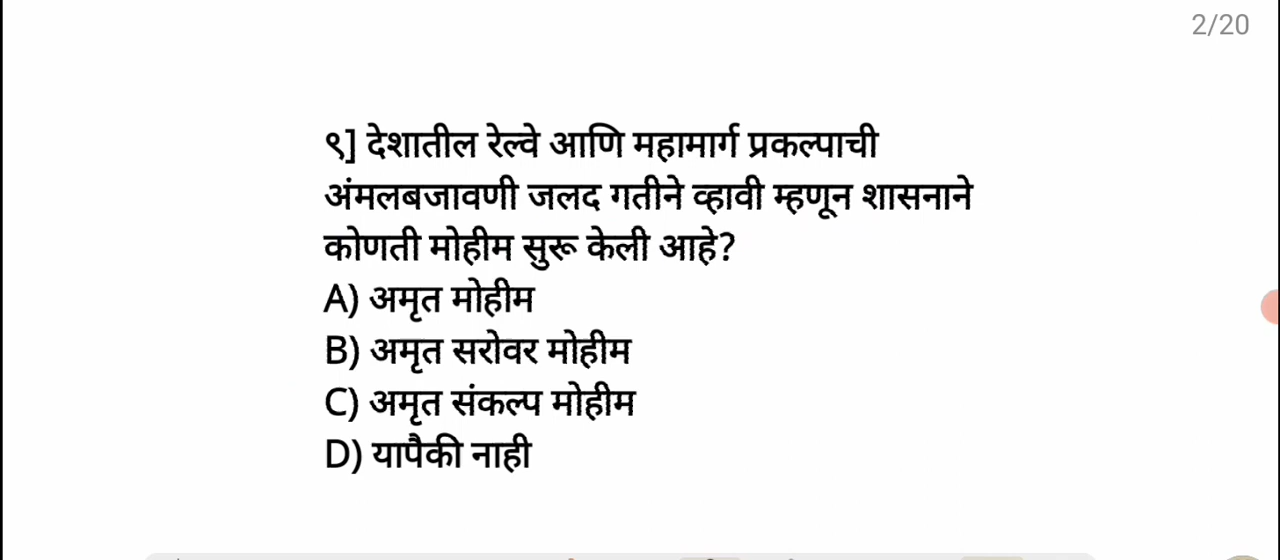 2/20
९] देशातील रेल्वे आणि महामार्ग प्रकल्पाची
अंमलबजावणी जलद गतीने व्हावी म्हणून शासनाने
कोणती मोहीम सुरू केली आहे?
A) अमृत मोहीम
B) अमृत सरोवर मोहीम
C) अमृत संकल्प मोहीम
D) यापैकी नाही